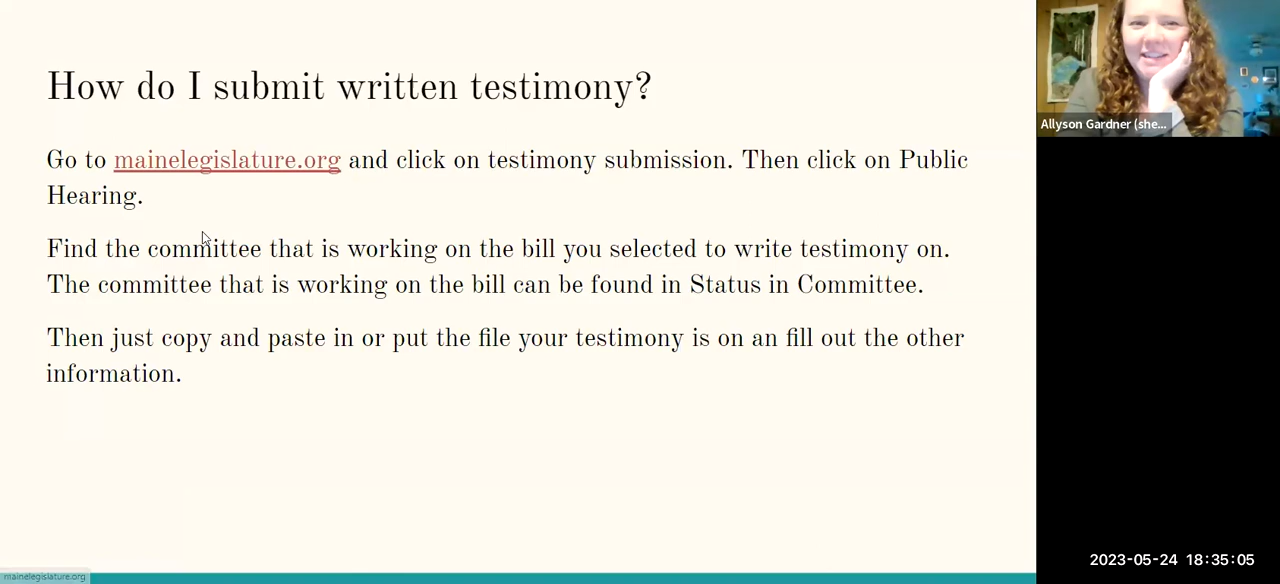 How do I submit written testimony?
Go to mainelegislature.org and click on testimony submission. Then click on Public
Hearing.
Find the committee that is working on the bill you selected to write testimony on.
The committee that is working on the bill can be found in Status in Committee.
Then just copy and paste in or put the file your testimony is on an fill out the other
information.
Allyson Gardner (she...
2023-05-24 18:35:05
mainelegislature.org